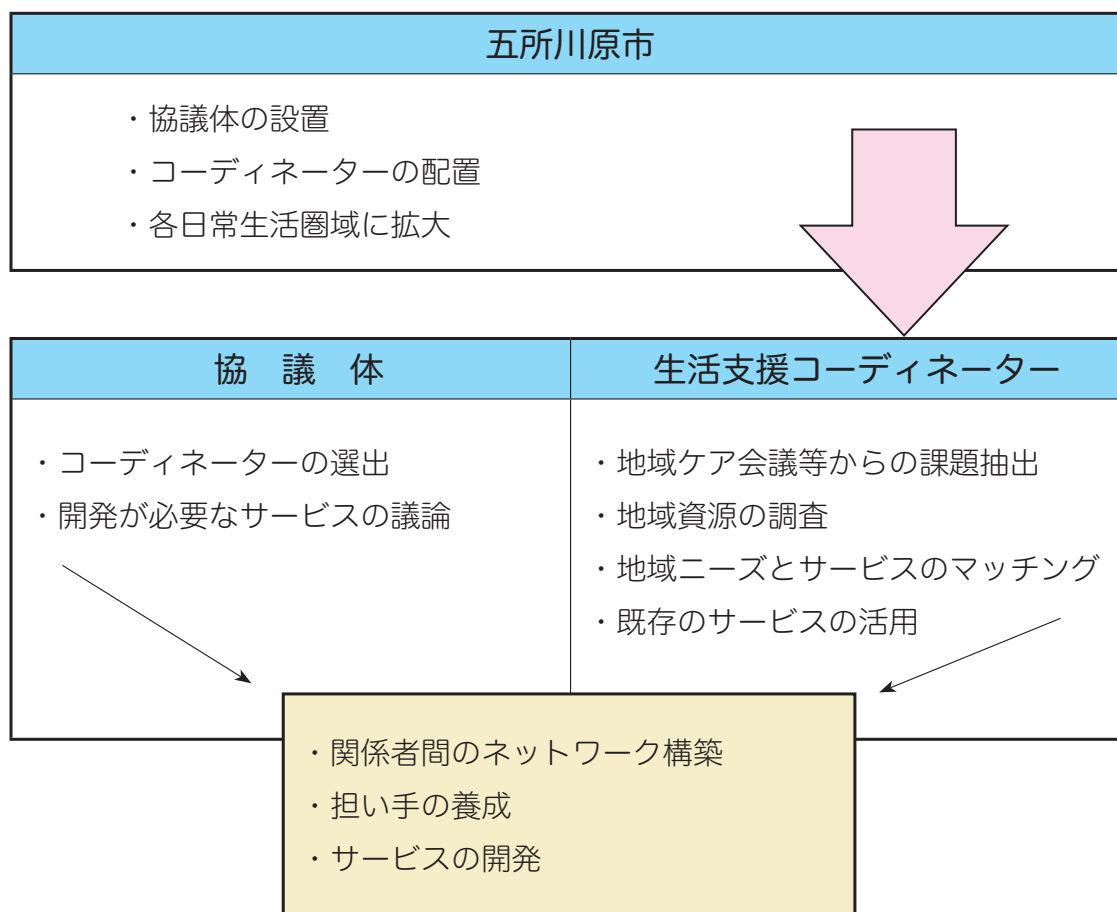 五所川原市
・協議体の設置
・コーディネーターの配置
・各日常生活圏域に拡大
協　議　体
・コーディネーターの選出
・開発が必要なサービスの議論
生活支援コーディネーター
・地域ケア会議等からの課題抽出
・地域資源の調査
・地域ニーズとサービスのマッチング
・既存のサービスの活用
・関係者間のネットワーク構築
・担い手の養成
・サービスの開発